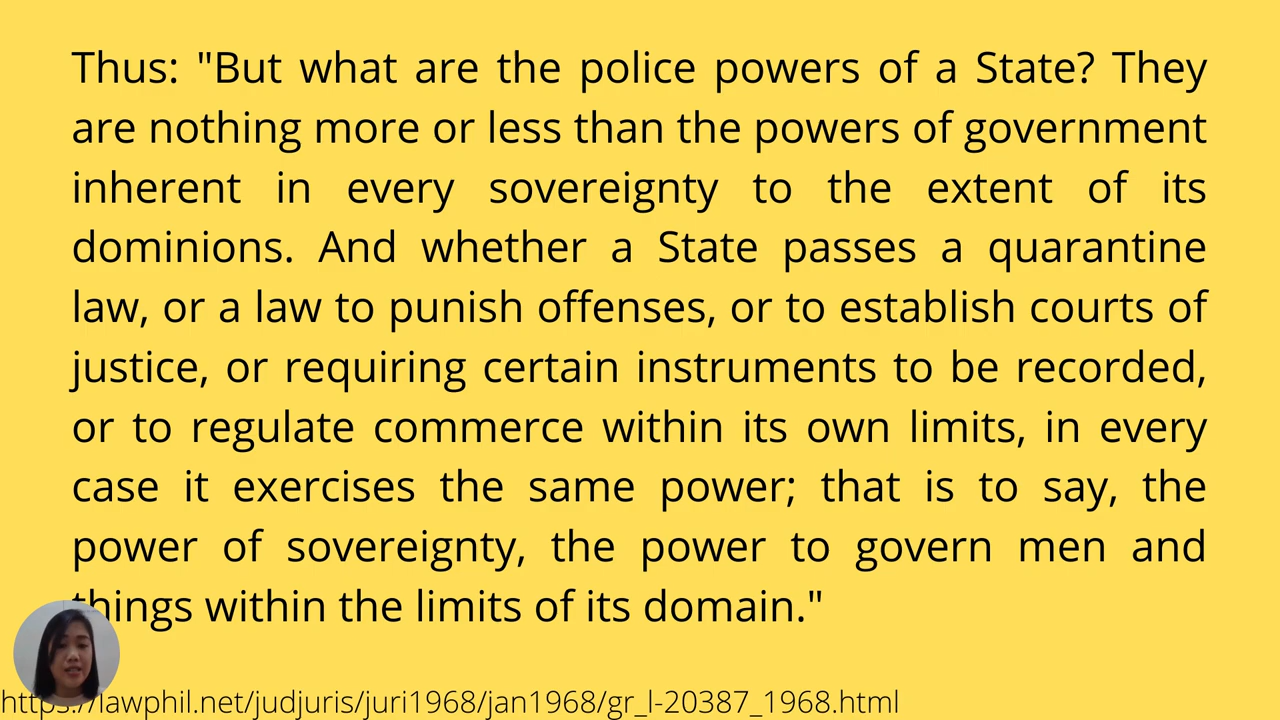 Thus: "But what are the police powers of a State? They
are nothing more or less than the powers of government
inherent in every sovereignty to the extent of its
dominions. And whether a State passes a quarantine
law, or a law to punish offenses, or to establish courts of
justice, or requiring certain instruments to be recorded,
or to regulate commerce within its own limits, in every
case it exercises the same power; that is to say, the
power of sovereignty, the power to govern men and
things within the limits of its domain."
https://lawphil.net/judjuris/juri1968/jan1968/gr_l-20387_1968.html